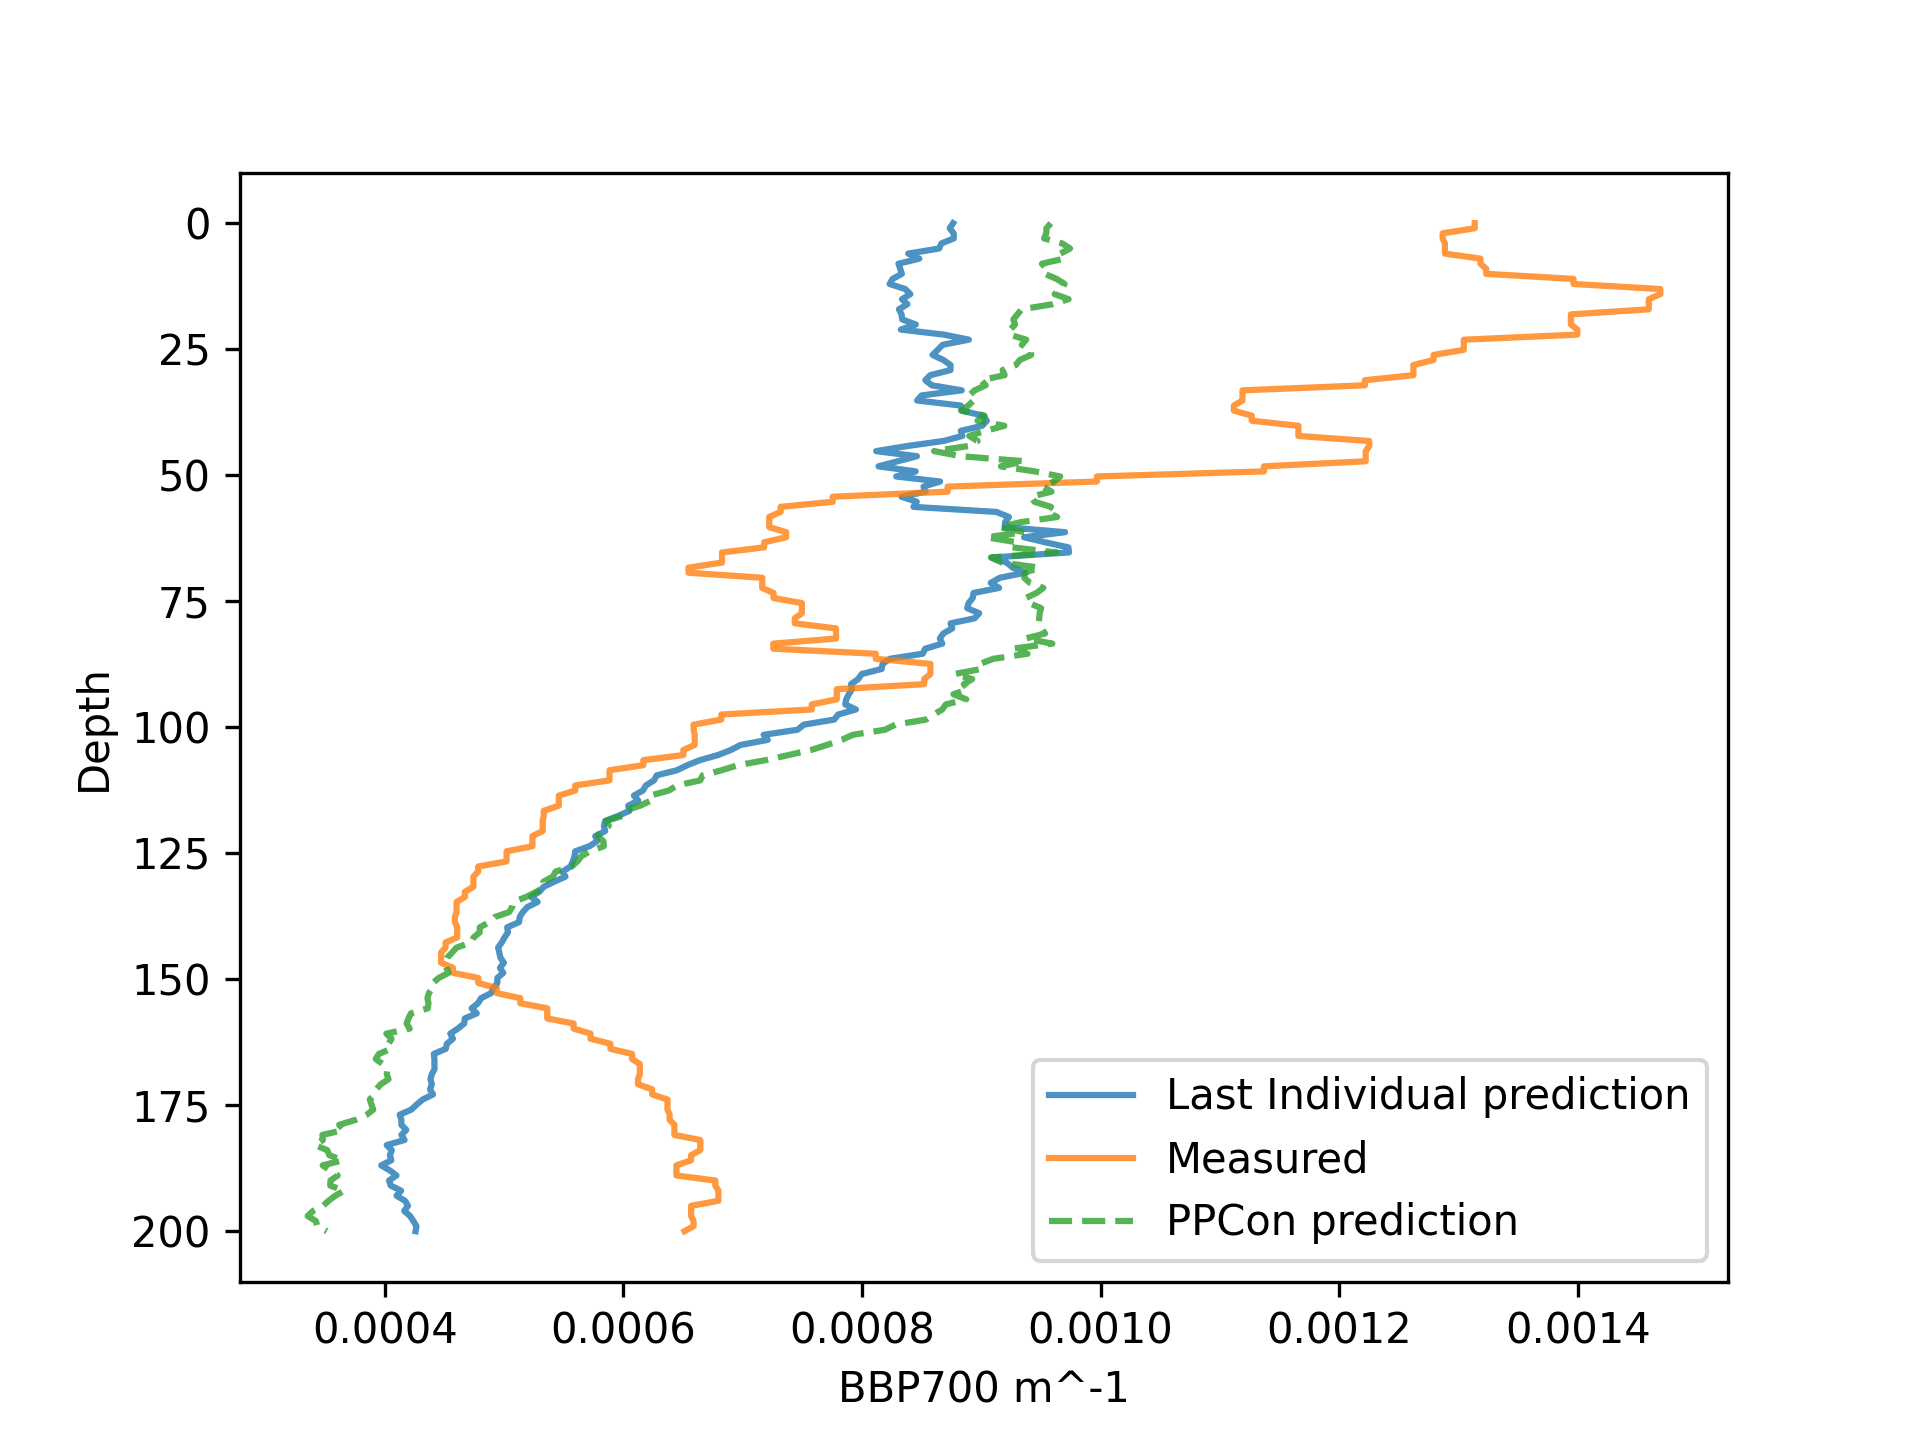 0
25
50
75
100
125
150
175
200
Depth
0.0004 0.0006 0.0008 0.0010 0.0012 0.0014
BBP700 m^-1
Last Individual prediction
Measured
PPCon prediction